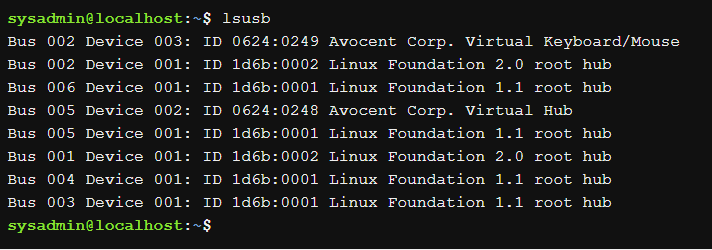 sysadmin@localhost:~$ lsusb
Bus 002 Device 003: ID 0624:0249 Avocent Corp. Virtual Keyboard/Mouse
Bus 002 Device 001: ID 1d6b:0002 Linux Foundation 2.0 root hub
Bus 006 Device 001: ID 1d6b:0001 Linux Foundation 1.1 root hub
Bus 005 Device 002: ID 0624:0248 Avocent Corp. Virtual Hub
Bus 005 Device 001: ID 1d6b:0001 Linux Foundation 1.1 root hub
Bus 001 Device 001: ID 1d6b:0002 Linux Foundation 2.0 root hub
Bus 004 Device 001: ID 1d6b:0001 Linux Foundation 1.1 root hub
Bus 003 Device 001: ID 1d6b:0001 Linux Foundation 1.1 root hub
sysadmin@localhost:~$